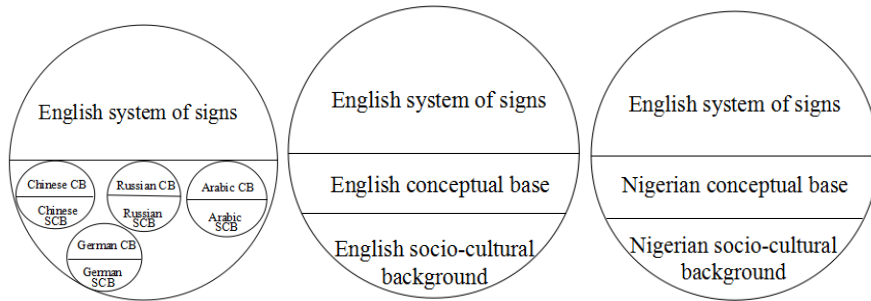 English system of signs
Chinese CB
Chinese
SCB
Russian CB
Russian
SCB
Arabic CB
Arabic
SCB
German CB
German
SCB
English system of signs
English conceptual base
English socio-cultural
background
English system of signs
Nigerian conceptual base
Nigerian socio-cultural
background